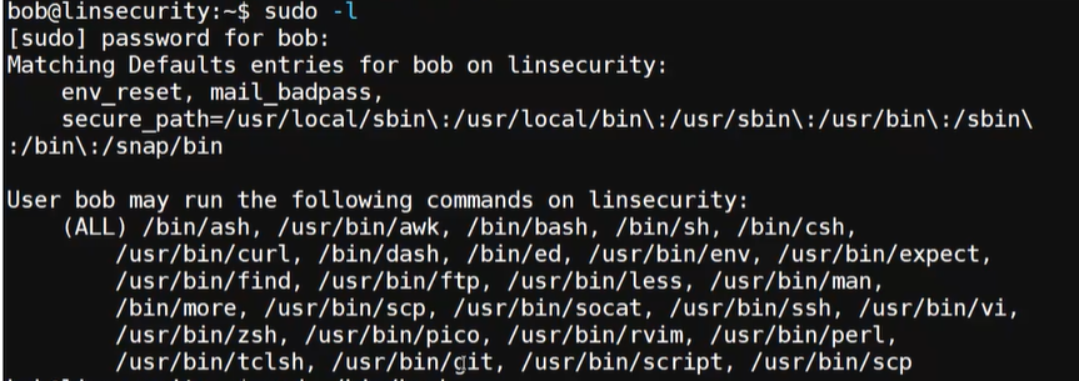 bob@linsecurity:~$ sudo -l
[sudo] password for bob:
Matching Defaults entries for bob on linsecurity:
    env_reset, mail_badpass,
    secure_path=/usr/local/sbin\:/usr/local/bin\:/usr/sbin\:/usr/bin\:/sbin\
:/bin\:/snap/bin

User bob may run the following commands on linsecurity:
    (ALL) /bin/ash, /usr/bin/awk, /bin/bash, /bin/sh, /bin/csh,
        /usr/bin/curl, /bin/dash, /bin/ed, /usr/bin/env, /usr/bin/expect,
        /usr/bin/find, /usr/bin/ftp, /usr/bin/less, /usr/bin/man,
        /bin/more, /usr/bin/scp, /usr/bin/socat, /usr/bin/ssh, /usr/bin/vi,
        /usr/bin/zsh, /usr/bin/pico, /usr/bin/rvim, /usr/bin/perl,
        /usr/bin/tclsh, /usr/bin/git, /usr/bin/script, /usr/bin/scp